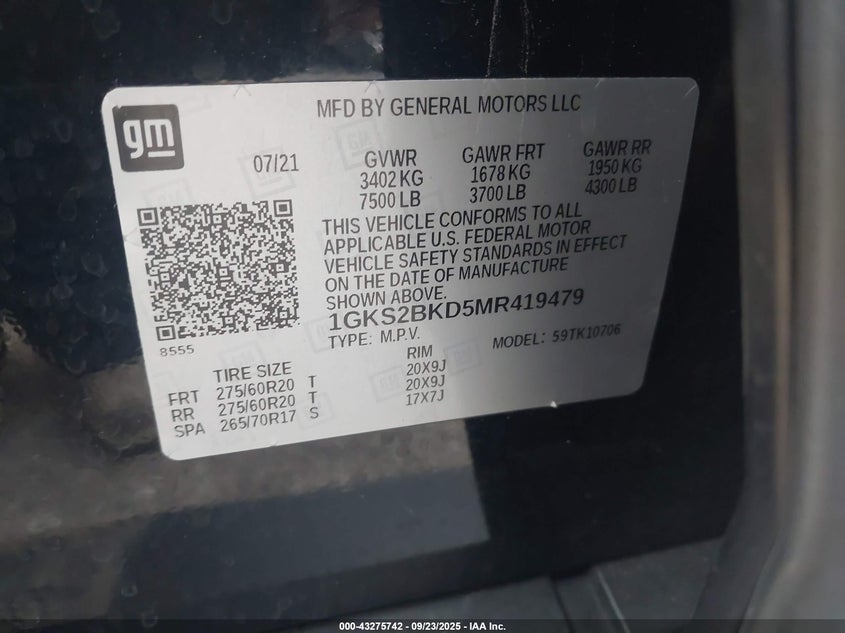 gm
MFD BY GENERAL MOTORS LLC
07/21 GVWR GAWR FRT GAWR RR
3402 KG 1678 KG 1950 KG
7500 LB 3700 LB 4300 LB
THIS VEHICLE CONFORMS TO ALL
APPLICABLE U.S. FEDERAL MOTOR
VEHICLE SAFETY STANDARDS IN EFFECT
ON THE DATE OF MANUFACTURE
SHOWN ABOVE.
1GKS2BKD5MR419479
8555
TYPE: M.P.V. MODEL: 59TK10706
TIRE SIZE RIM
FRT 275/60R20 T 20X9J
RR 275/60R20 T 20X9J
SPA 265/70R17 S 17X7J
000-43275742 - 09/23/2025 - IAA Inc.